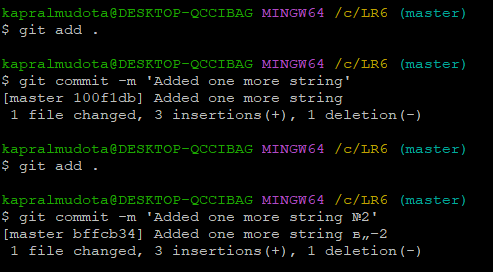 kapralmudota@DESKTOP-QCCIBAG MINGW64 /c/LR6 (master)
$ git add .
kapralmudota@DESKTOP-QCCIBAG MINGW64 /c/LR6 (master)
$ git commit -m 'Added one more string'
[master 100f1db] Added one more string
1 file changed, 3 insertions(+), 1 deletion(-)
kapralmudota@DESKTOP-QCCIBAG MINGW64 /c/LR6 (master)
$ git add .
kapralmudota@DESKTOP-QCCIBAG MINGW64 /c/LR6 (master)
$ git commit -m 'Added one more string №2'
[master bffcb34] Added one more string в„–2
1 file changed, 3 insertions(+), 1 deletion(-)